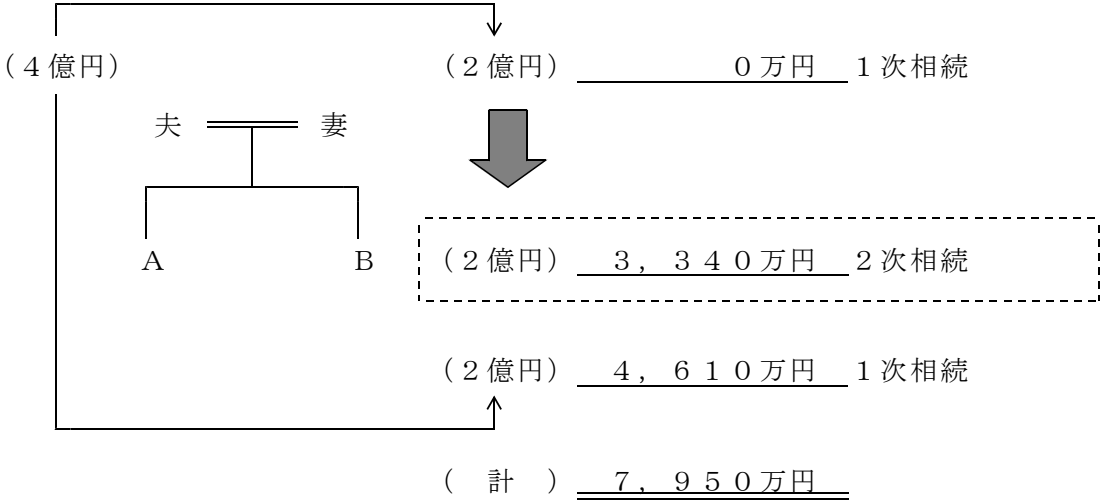 （４億円）　（２億円）　０万円　１次相続
夫　妻
Ａ　Ｂ　（２億円）　３，３４０万円　２次相続
（２億円）　４，６１０万円　１次相続
（　計　）　７，９５０万円